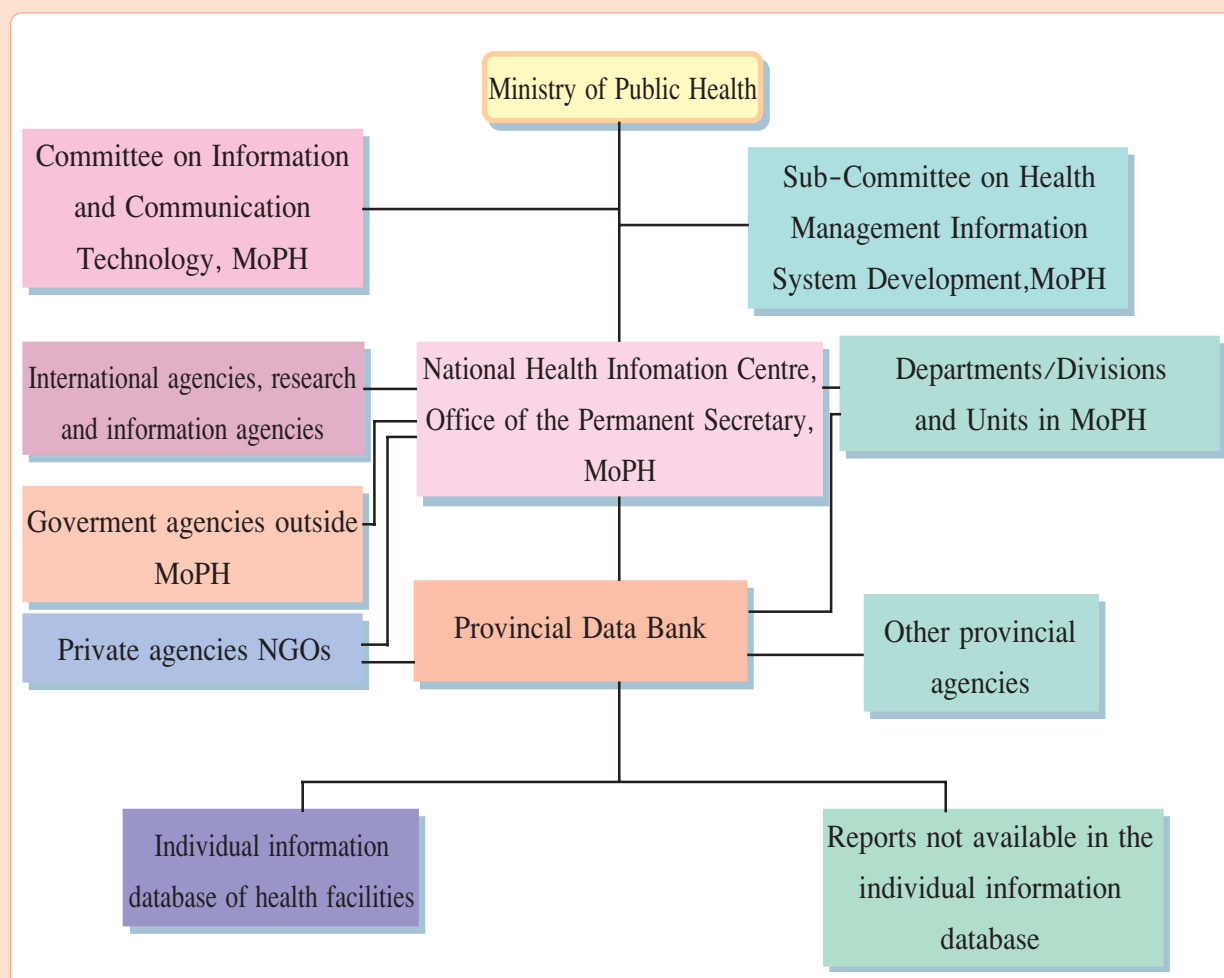 Ministry of Public Health
Committee on Information
and Communication
Technology, MoPH
Sub-Committee on Health
Management Information
System Development,MoPH
International agencies, research
and information agencies
National Health Infomation Centre,
Office of the Permanent Secretary,
MoPH
Departments/Divisions
and Units in MoPH
Goverment agencies outside
MoPH
Private agencies NGOs
Provincial Data Bank
Other provincial
agencies
Individual information
database of health facilities
Reports not available in the
individual information
database